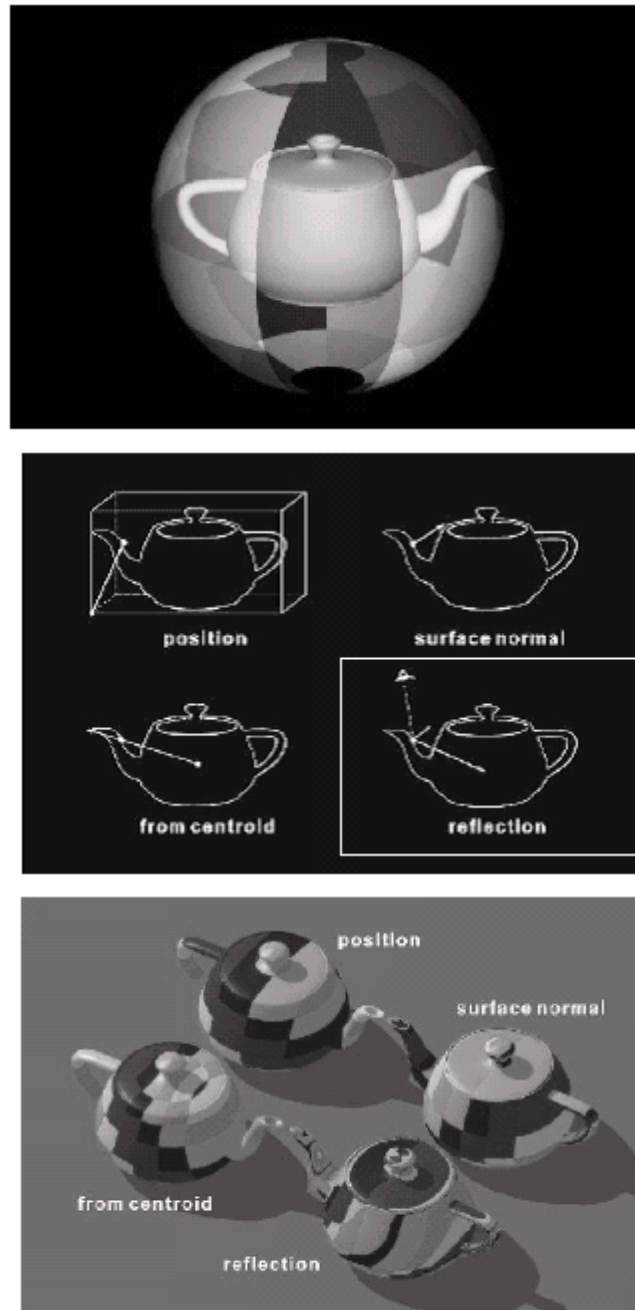 position
surface normal
from centroid
reflection
position
surface normal
from centroid
reflection